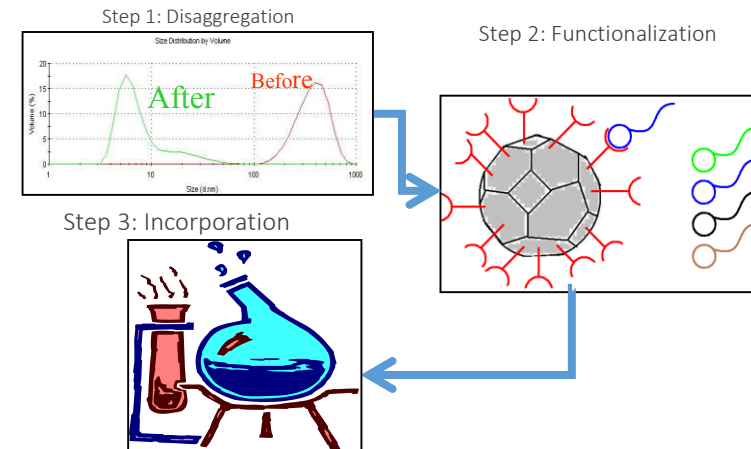 Step 1: Disaggregation
Size Distribution by Volume
20
15
10
5
0
Volume (%)
After
Before
1
10
100
1000
Size (d.nm)
Step 2: Functionalization
Step 3: Incorporation